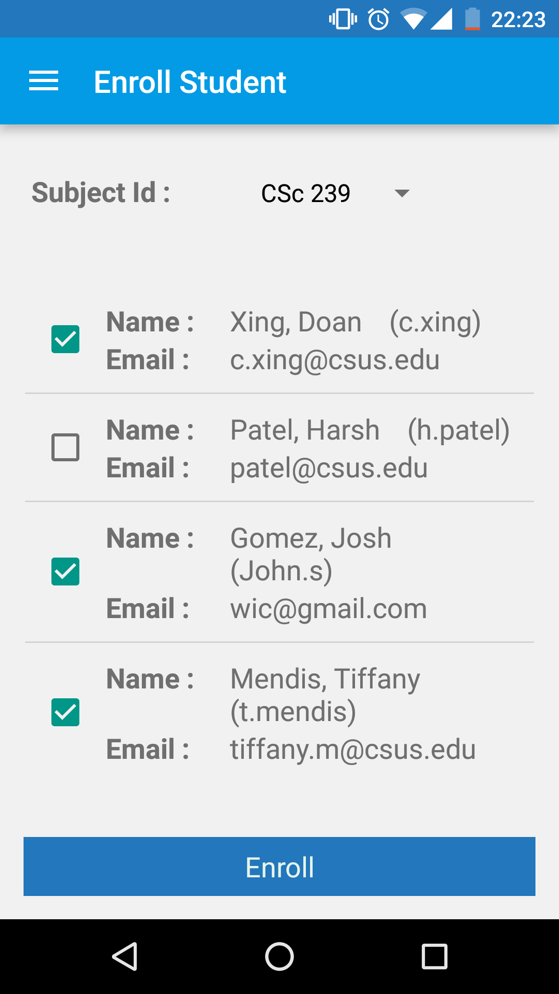 22:23
Enroll Student
Subject Id : CSc 239
Name : Xing, Doan (c.xing)
Email : c.xing@csus.edu
Name : Patel, Harsh (h.patel)
Email : patel@csus.edu
Name : Gomez, Josh
(John.s)
Email : wic@gmail.com
Name : Mendis, Tiffany
(t.mendis)
Email : tiffany.m@csus.edu
Enroll